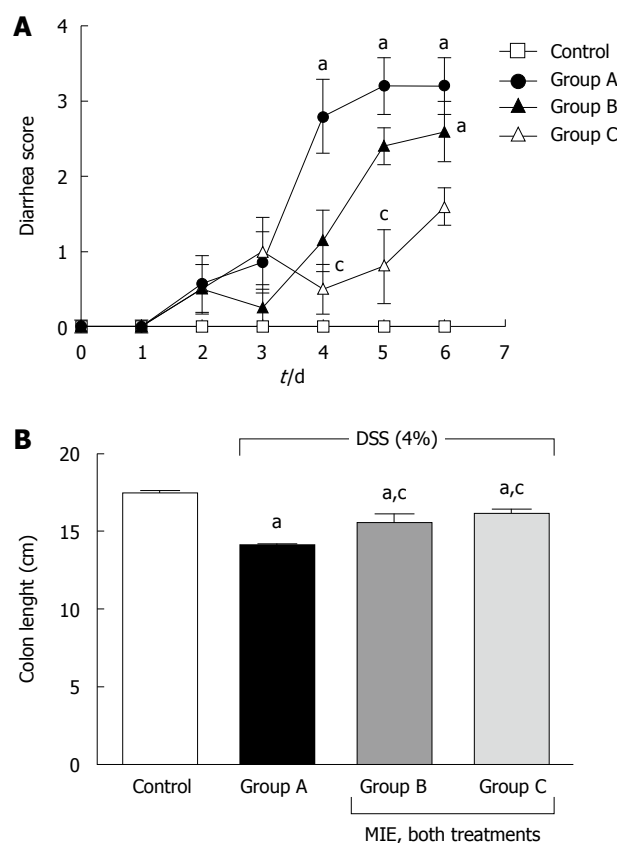 A
4
3
2
1
0
Diarrhea score
a
a
a
a
c
c
0 1 2 3 4 5 6 7
t/d
Control
Group A
Group B
Group C
B
DSS (4%)
20
15
10
5
0
Colon lenght (cm)
a
a,c
a,c
Control Group A Group B Group C
MIE, both treatments